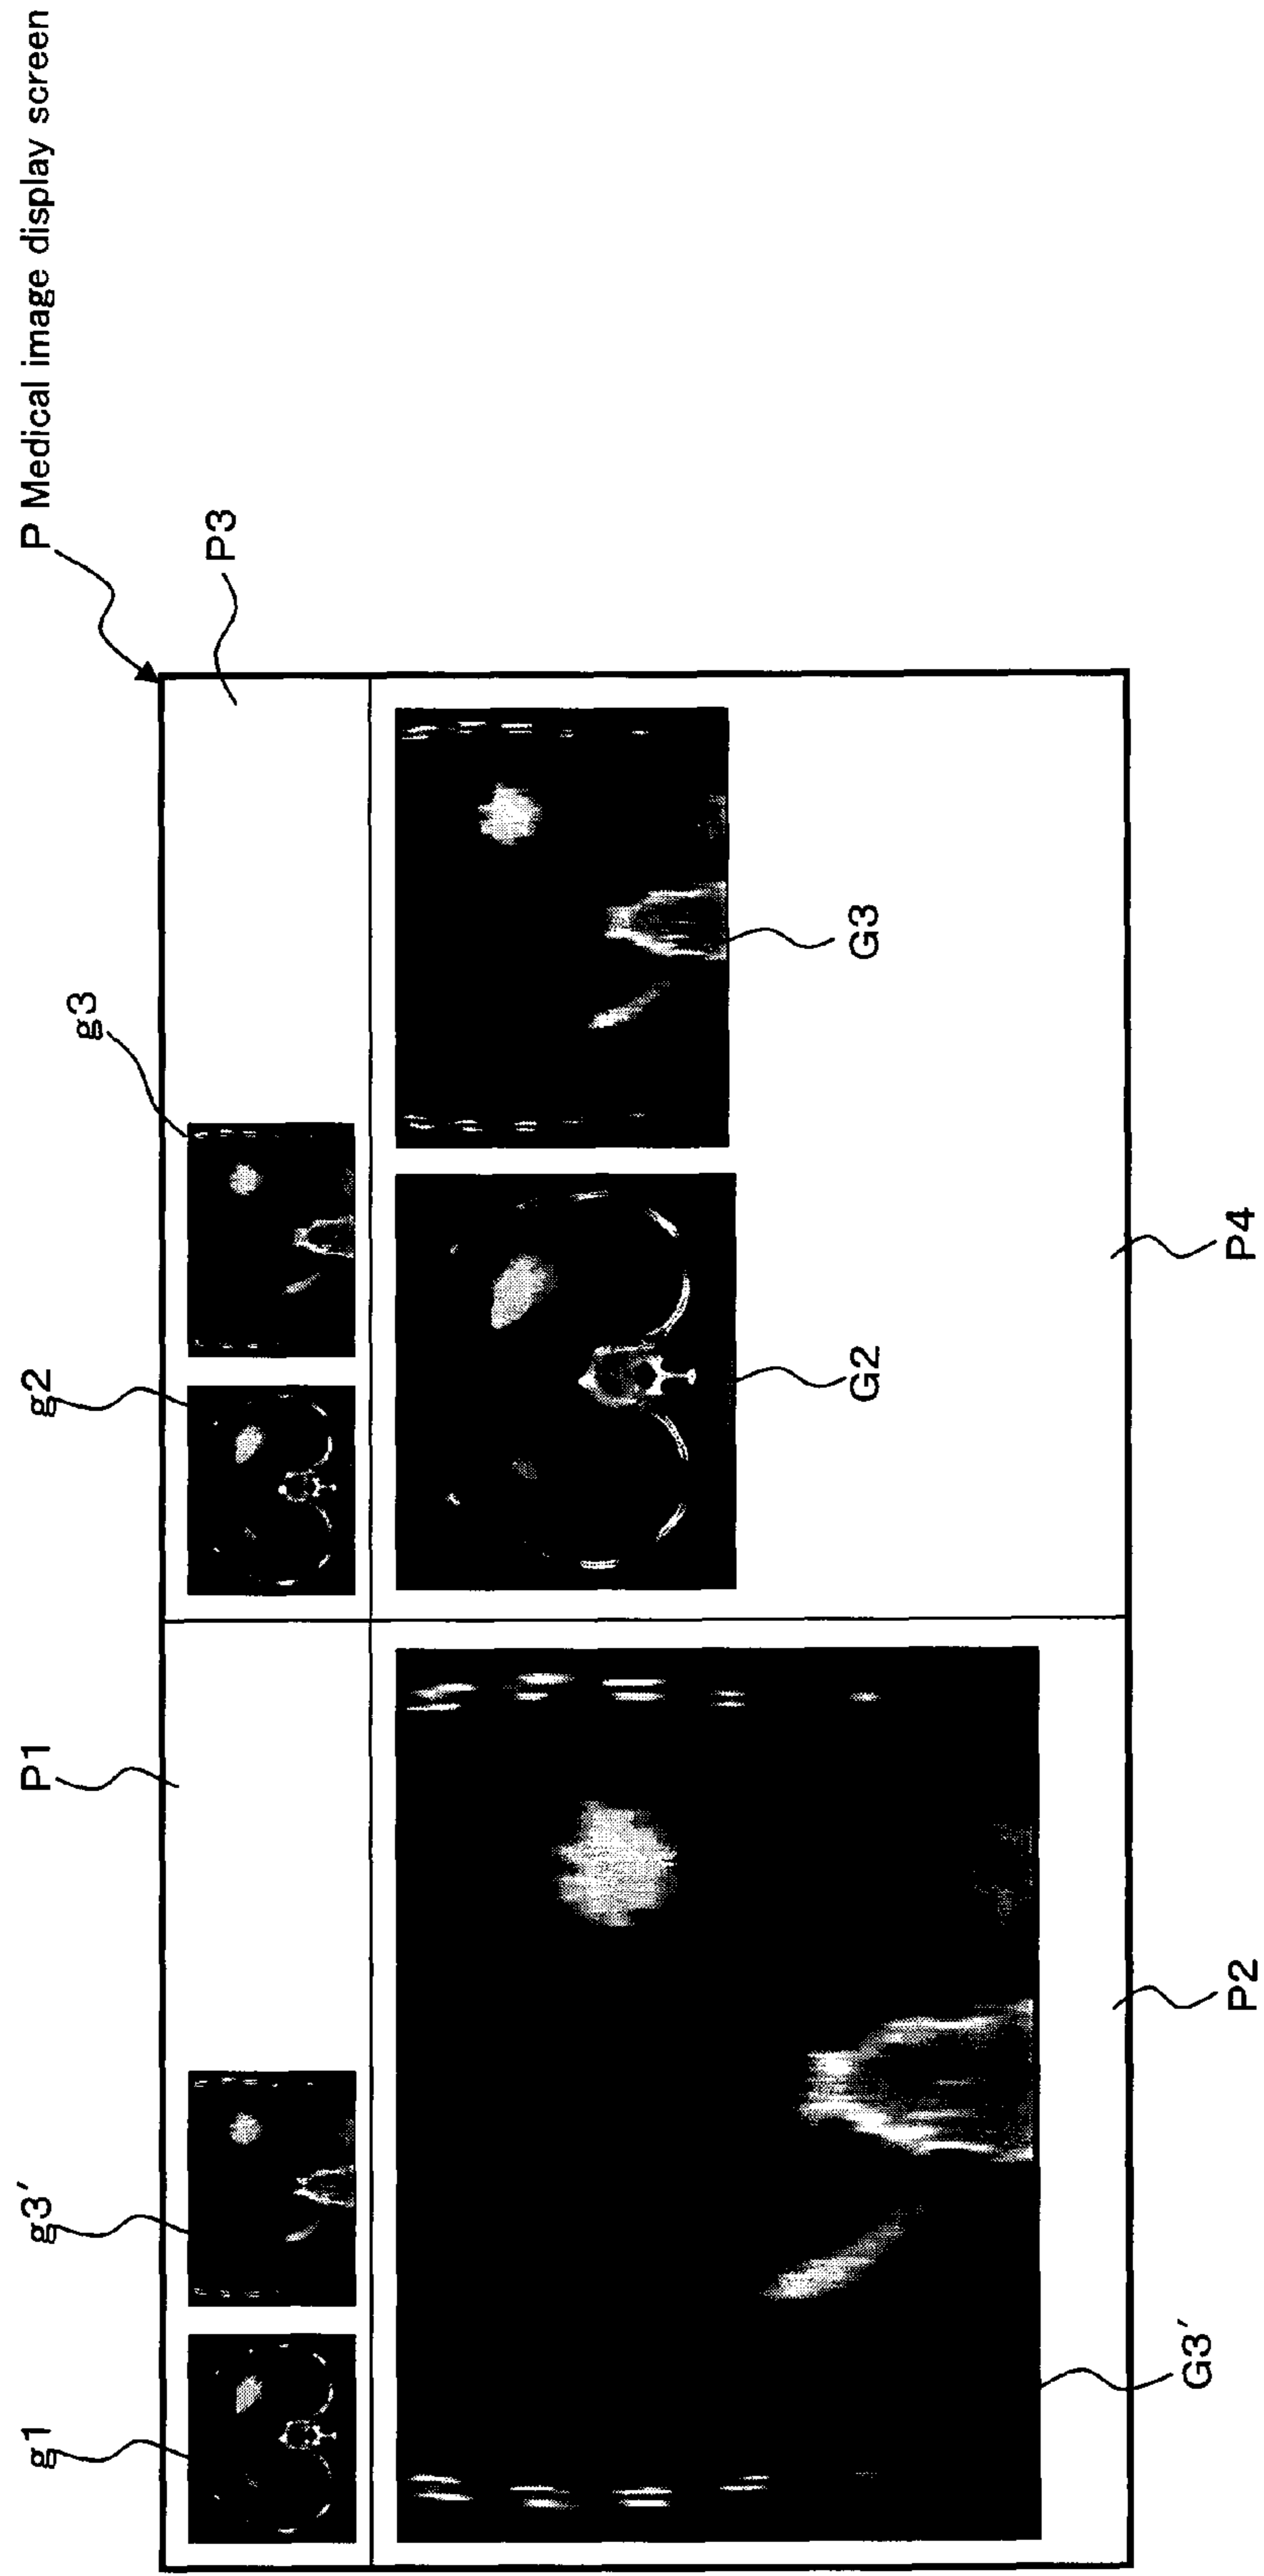 P Medical image display screen
g1
g3′
P1
g2
g3
P3
G3′
P2
G2
P4
G3